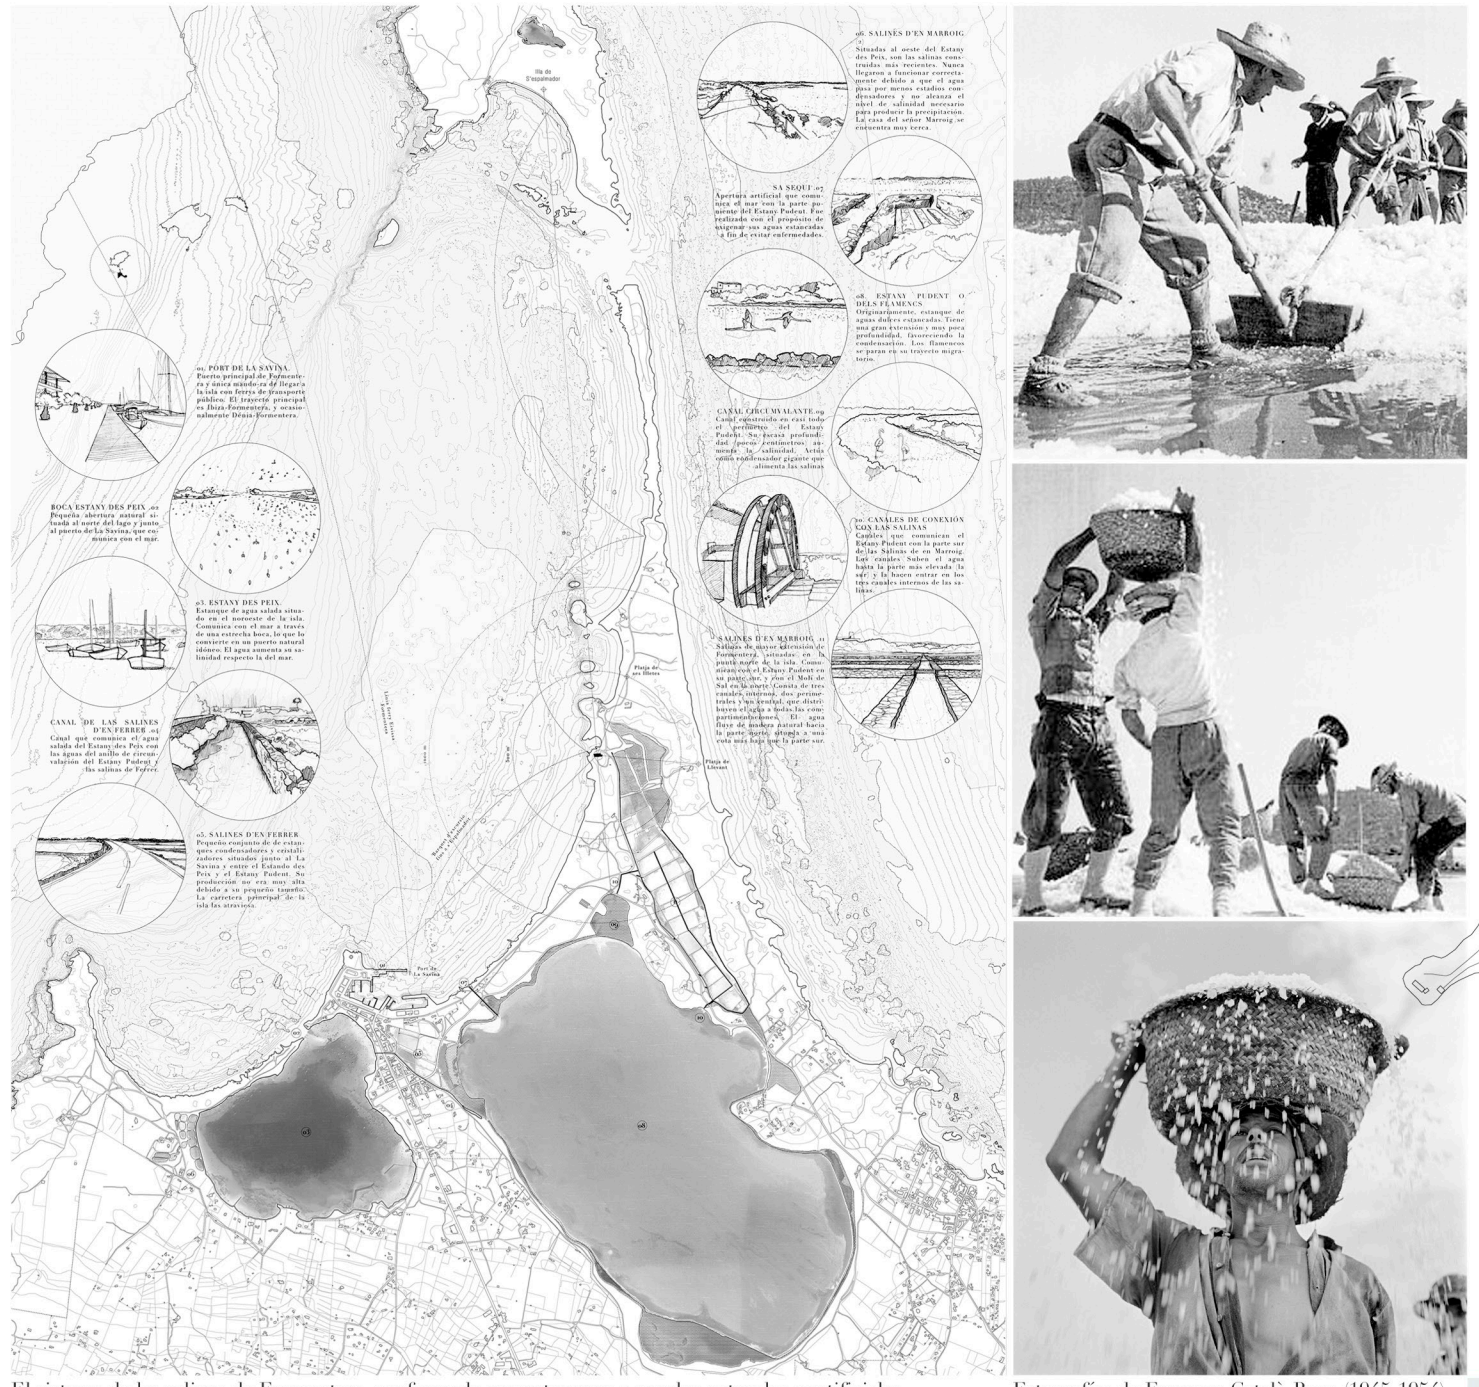 Illa de
S'espalmador
01. PORT DE LA SAVINA.
Puerto principal de Formente-
ra y única mando-ra de llegar a
la isla con ferrys de transporte
público. El trayecto principal
es Ibiza-Formentera, y ocasio-
nalmente Dénia-Formentera.
BOCA ESTANY DES PEIX .02
Pequeña abertura natural si-
tuada al norte del lago y junto
al puerto de La Savina, que co-
munica con el mar.
03. ESTANY DES PEIX.
Estanque de agua salada situa-
do en el noroeste de la isla.
Comunica con el mar a través
de una estrecha boca, lo que lo
convierte en un puerto natural
idóneo. El agua aumenta su sa-
linidad respecto la del mar.
CANAL DE LAS SALINES
D'EN FERRER .04
Canal que comunica el agua
salada del Estany des Peix con
las aguas del anillo de circun-
valación del Estany Pudent y
las salinas de Ferrer.
05. SALINES D'EN FERRER
Pequeño conjunto de de estan-
ques condensadores y cristali-
zadores situados junto al La
Savina y entre el Estando des
Peix y el Estany Pudent. Su
producción no era muy alta
debido a su pequeño tamaño.
La carretera principal de la
isla las atraviesa.
06. SALINES D'EN MARROIG
Situadas al oeste del Estany
des Peix, son las salinas cons-
truidas más recientes. Nunca
llegaron a funcionar correcta-
mente debido a que el agua
pasa por menos estadios con-
densadores y no alcanza el
nivel de salinidad necesario
para producir la precipitación.
La casa del señor Marroig se
encuentra muy cerca.
SA SEQUI' .07
Apertura artificial que comu-
nica el mar con la parte po-
niente del Estany Pudent. Fue
realizado con el propósito de
oxigenar sus aguas estancadas
a fin de evitar enfermedades.
08. ESTANY PUDENT O
DELS FLAMENCS
Originariamente, estanque de
aguas dulces estancadas. Tiene
una gran extensión y muy poca
profundidad, favoreciendo la
condensación. Los flamencos
se paran en su trayecto migra-
torio.
CANAL CIRCUMVALANTE .09
Canal construido en casi todo
el perímetro del Estany
Pudent. Su escasa profundi-
dad (pocos centímetros) au-
menta la salinidad. Actúa
como condensador gigante que
alimenta las salinas
10. CANALES DE CONEXIÓN
CON LAS SALINAS
Canales que comunican el
Estany Pudent con la parte sur
de las Salinas de en Marroig.
Los canales Suben el agua
hasta la parte más elevada (la
sur) y la hacen entrar en los
tres canales internos de las sa-
linas.
SALINES D'EN MARROIG .11
Salinas de mayor extensión de
Formentera, situadas en la
punta norte de la isla. Comu-
nican con el Estany Pudent en
su parte sur, y con el Molí de
Sal en la norte. Consta de tres
canales internos, dos perime-
trales y un central, que distri-
buyen el agua a todas las com-
partimentaciones. El agua
fluye de madera natural hacia
la parte norte, situada a una
cota más baja que la parte sur.
Platja de
ses Illetes
Platja de
Llevant
Port de
La Savina
01
02
03
05
06
07
08
09
10
11